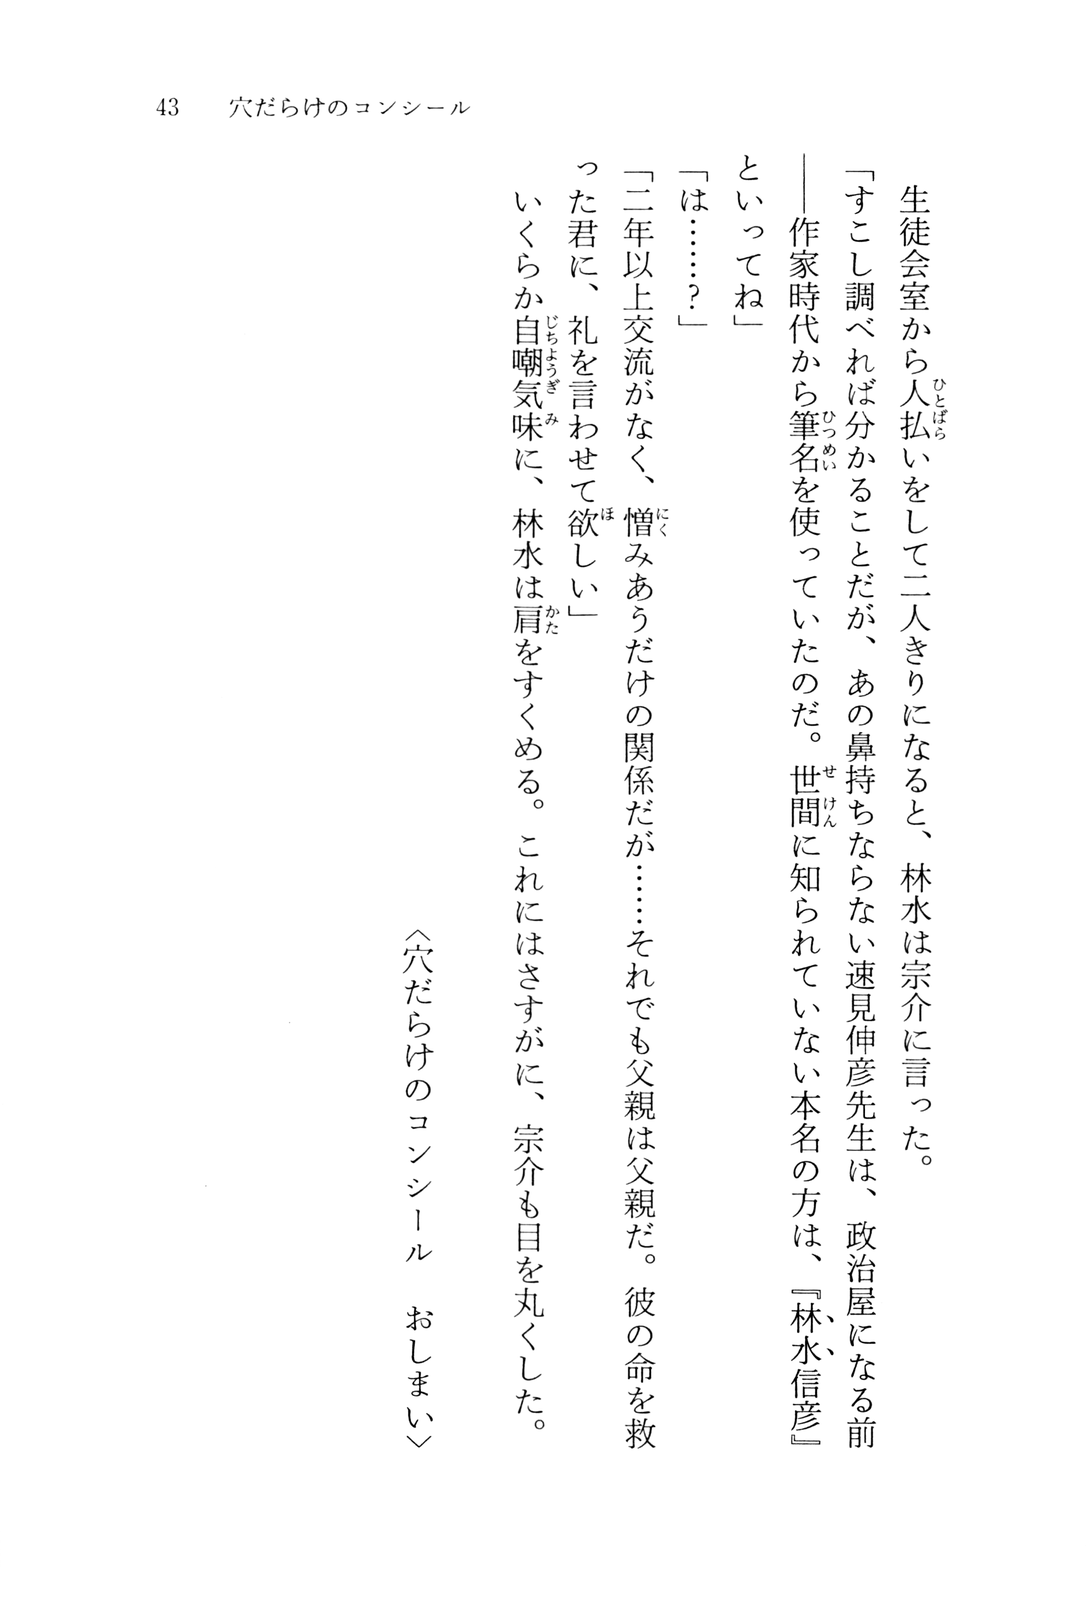 43 穴だらけのコンシール
生徒会室から人払いをして二人きりになると、林水は宗介に言った。
「すこし調べれば分かることだが、あの鼻持ちならない速見伸彦先生は、政治屋になる前
――作家時代から筆名を使っていたのだ。世間に知られていない本名の方は、『林水信彦』
といってね」
「は……?」
「二年以上交流がなく、憎みあうだけの関係だが……それでも父親は父親だ。彼の命を救
った君に、礼を言わせて欲しい」
いくらか自嘲気味に、林水は肩をすくめる。これにはさすがに、宗介も目を丸くした。
〈穴だらけのコンシール　おしまい〉